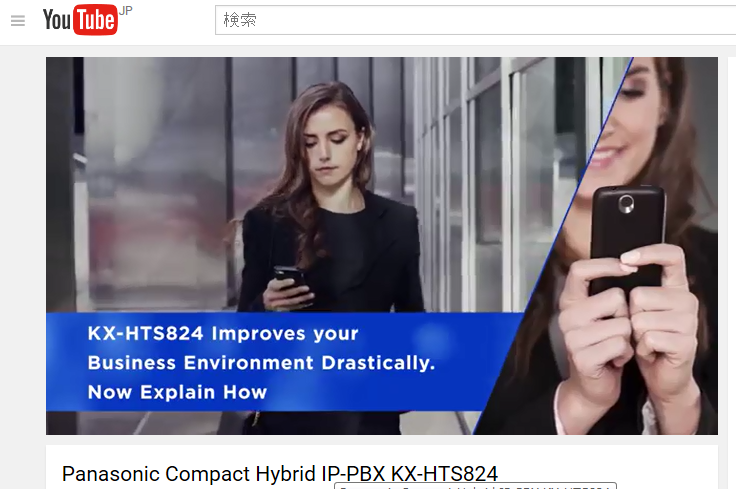 YouTube JP
検索
KX-HTS824 Improves your
Business Environment Drastically.
Now Explain How
Panasonic Compact Hybrid IP-PBX KX-HTS824